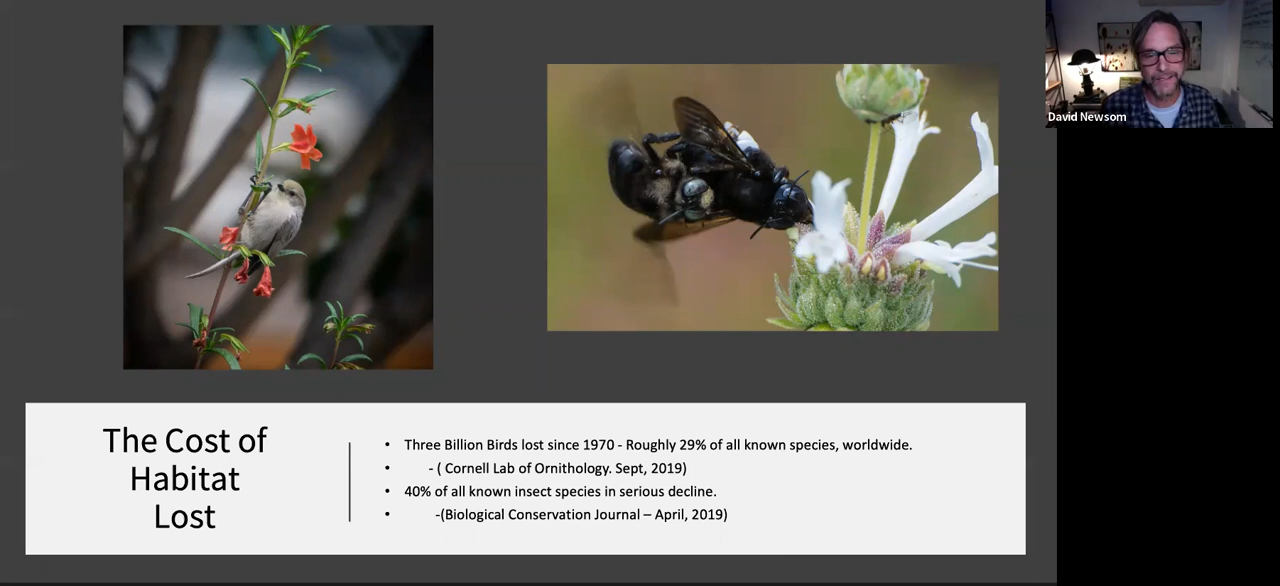 David Newsom
The Cost of
Habitat
Lost
• Three Billion Birds lost since 1970 - Roughly 29% of all known species, worldwide.
• - ( Cornell Lab of Ornithology. Sept, 2019)
• 40% of all known insect species in serious decline.
• -(Biological Conservation Journal – April, 2019)